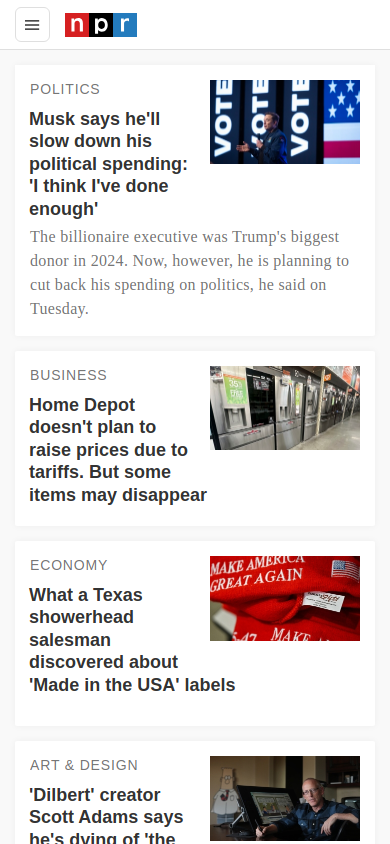 npr
POLITICS
Musk says he'll
slow down his
political spending:
'I think I've done
enough'
VOTE
VOTE
VOTE
The billionaire executive was Trump's biggest
donor in 2024. Now, however, he is planning to
cut back his spending on politics, he said on
Tuesday.
BUSINESS
Home Depot
doesn't plan to
raise prices due to
tariffs. But some
items may disappear
35%
ECONOMY
What a Texas
showerhead
salesman
discovered about
'Made in the USA' labels
MAKE AMERICA
GREAT AGAIN
MAKE
ART & DESIGN
'Dilbert' creator
Scott Adams says
he's dying of 'the